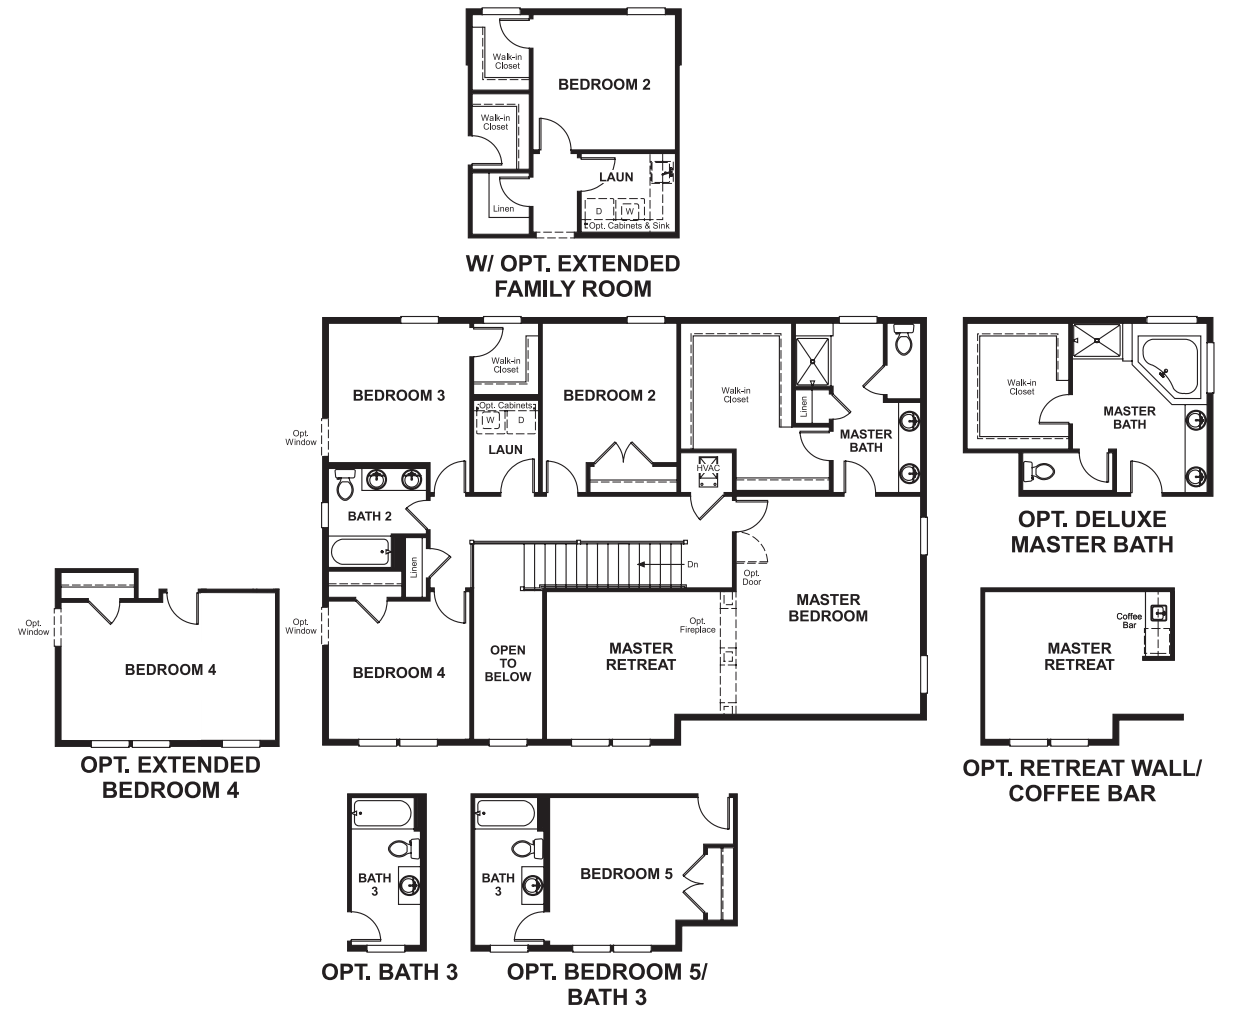 Walk-in
Closet
BEDROOM 2
Walk-in
Closet
LAUN
Linen
D
W
Opt. Cabinets & Sink
W/ OPT. EXTENDED
FAMILY ROOM
BEDROOM 3
Walk-in
Closet
Opt. Cabinets
W
D
LAUN
BEDROOM 2
Walk-in
Closet
Linen
MASTER
BATH
HVAC
Opt.
Window
BATH 2
Linen
Dn
Opt.
Door
MASTER
BEDROOM
Opt.
Fireplace
MASTER
RETREAT
OPEN
TO
BELOW
Opt.
Window
BEDROOM 4
Walk-in
Closet
MASTER
BATH
OPT. DELUXE
MASTER BATH
Opt.
Window
BEDROOM 4
OPT. EXTENDED
BEDROOM 4
Coffee
Bar
MASTER
RETREAT
OPT. RETREAT WALL/
COFFEE BAR
BATH
3
OPT. BATH 3
BATH
3
BEDROOM 5
OPT. BEDROOM 5/
BATH 3